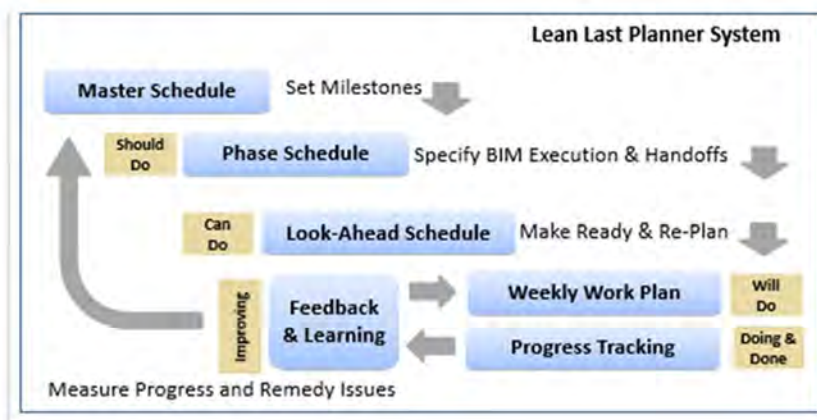 Lean Last Planner System
Master Schedule
Set Milestones
Should
Do
Phase Schedule
Specify BIM Execution & Handoffs
Can
Do
Look-Ahead Schedule
Make Ready & Re-Plan
Improving
Feedback
& Learning
Weekly Work Plan
Will
Do
Progress Tracking
Doing &
Done
Measure Progress and Remedy Issues